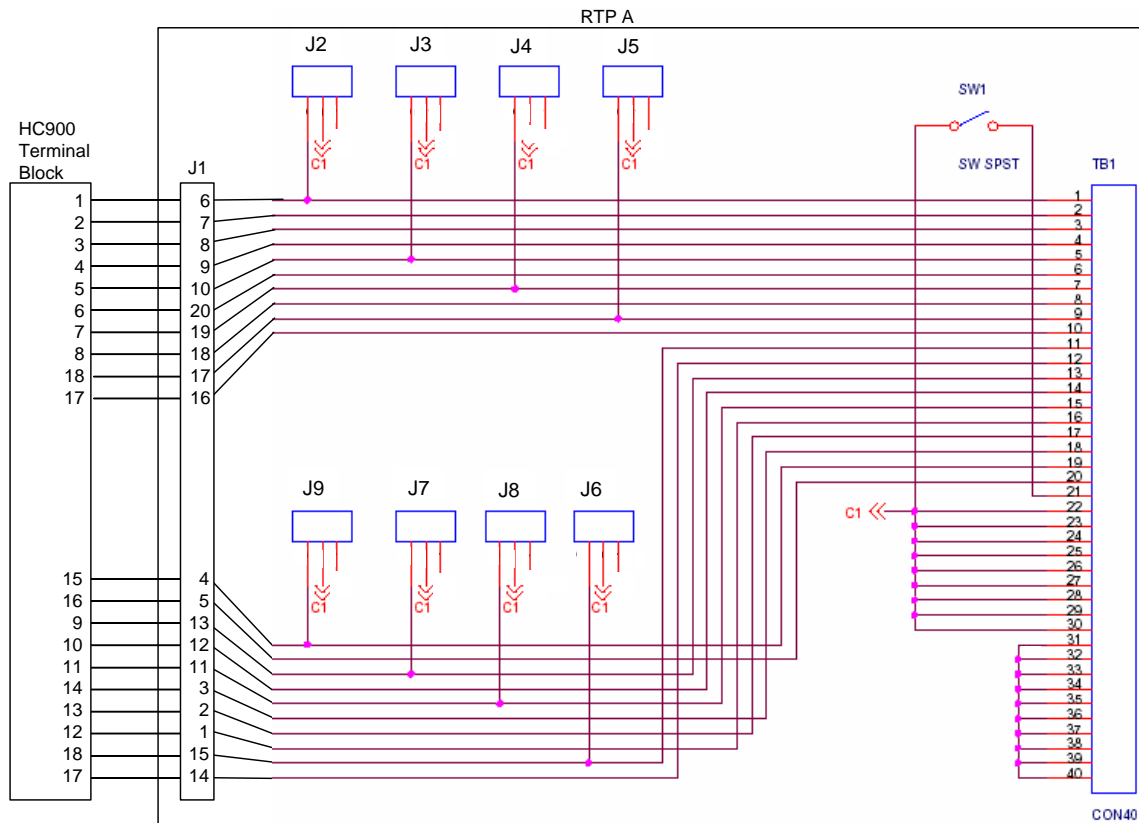 RTP A
J2 J3 J4 J5
SW1
HC900
Terminal
Block
C1 C1 C1 C1
J1
SW SPST
TB1
1 6 1
2 7 2
3 8 3
4 9 4
5 10 5
6 20 6
7 19 7
8 18 8
18 17 9
17 16 10
11
12
13
14
15
16
17
18
19
20
21
C1 22
23
24
25
26
27
28
29
30
31
32
33
34
35
36
37
38
39
40
J9 J7 J8 J6
C1 C1 C1 C1
15 4
16 5
9 13
10 12
11 11
14 3
13 2
12 1
18 15
17 14
CON40